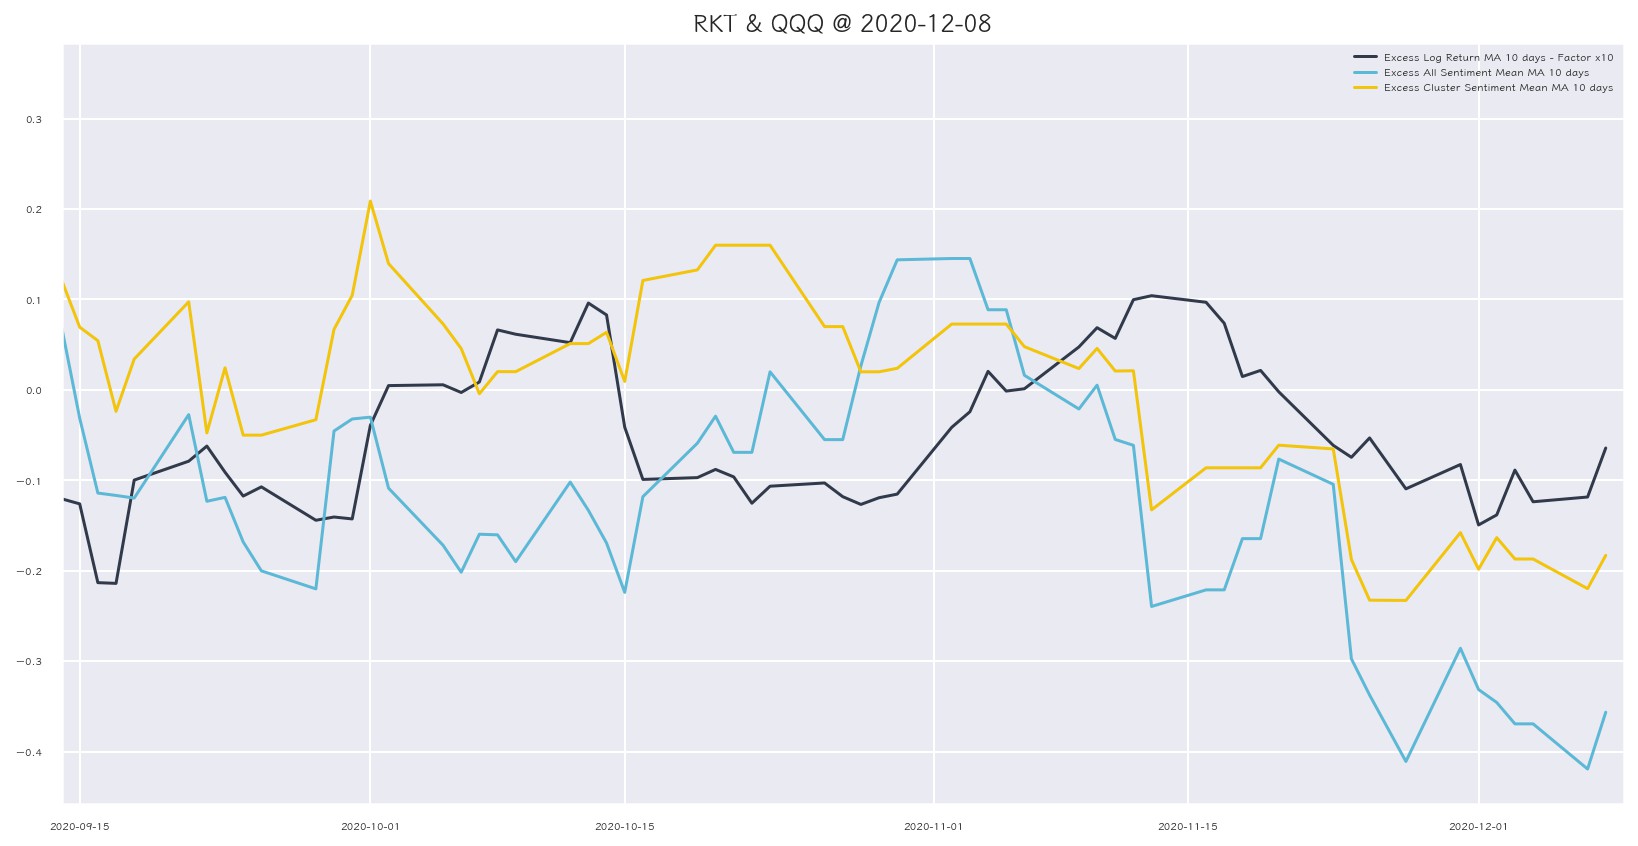 RKT & QQQ @ 2020-12-08
Excess Log Return MA 10 days - Factor x10
Excess All Sentiment Mean MA 10 days
Excess Cluster Sentiment Mean MA 10 days
0.3
0.2
0.1
0.0
−0.1
−0.2
−0.3
−0.4
2020-09-15 2020-10-01 2020-10-15 2020-11-01 2020-11-15 2020-12-01